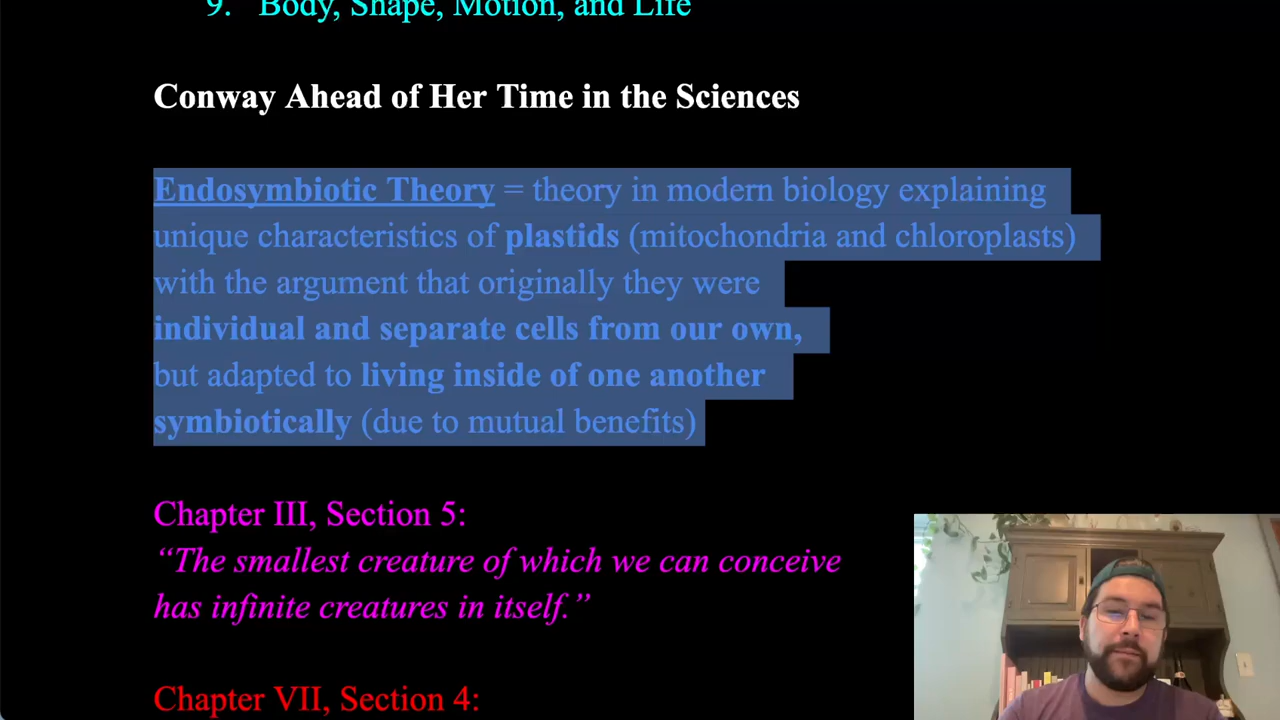 9. Body, Shape, Motion, and Life
Conway Ahead of Her Time in the Sciences
Endosymbiotic Theory = theory in modern biology explaining
unique characteristics of plastids (mitochondria and chloroplasts)
with the argument that originally they were
individual and separate cells from our own,
but adapted to living inside of one another
symbiotically (due to mutual benefits)
Chapter III, Section 5:
“The smallest creature of which we can conceive
has infinite creatures in itself.”
Chapter VII, Section 4: